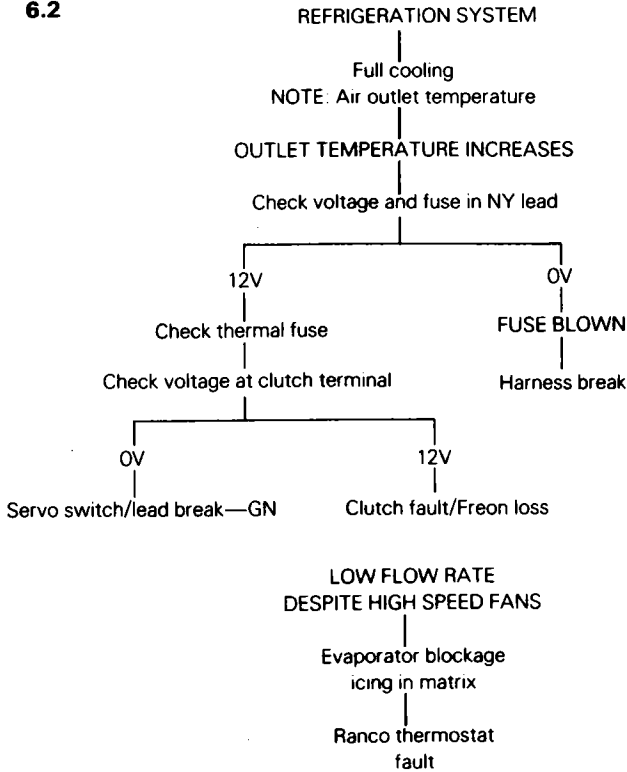 6.2
REFRIGERATION SYSTEM
Full cooling
NOTE: Air outlet temperature
OUTLET TEMPERATURE INCREASES
Check voltage and fuse in NY lead
12V
0V
Check thermal fuse
FUSE BLOWN
Check voltage at clutch terminal
Harness break
0V
12V
Servo switch/lead break—GN
Clutch fault/Freon loss
LOW FLOW RATE
DESPITE HIGH SPEED FANS
Evaporator blockage
icing in matrix
Ranco thermostat
fault